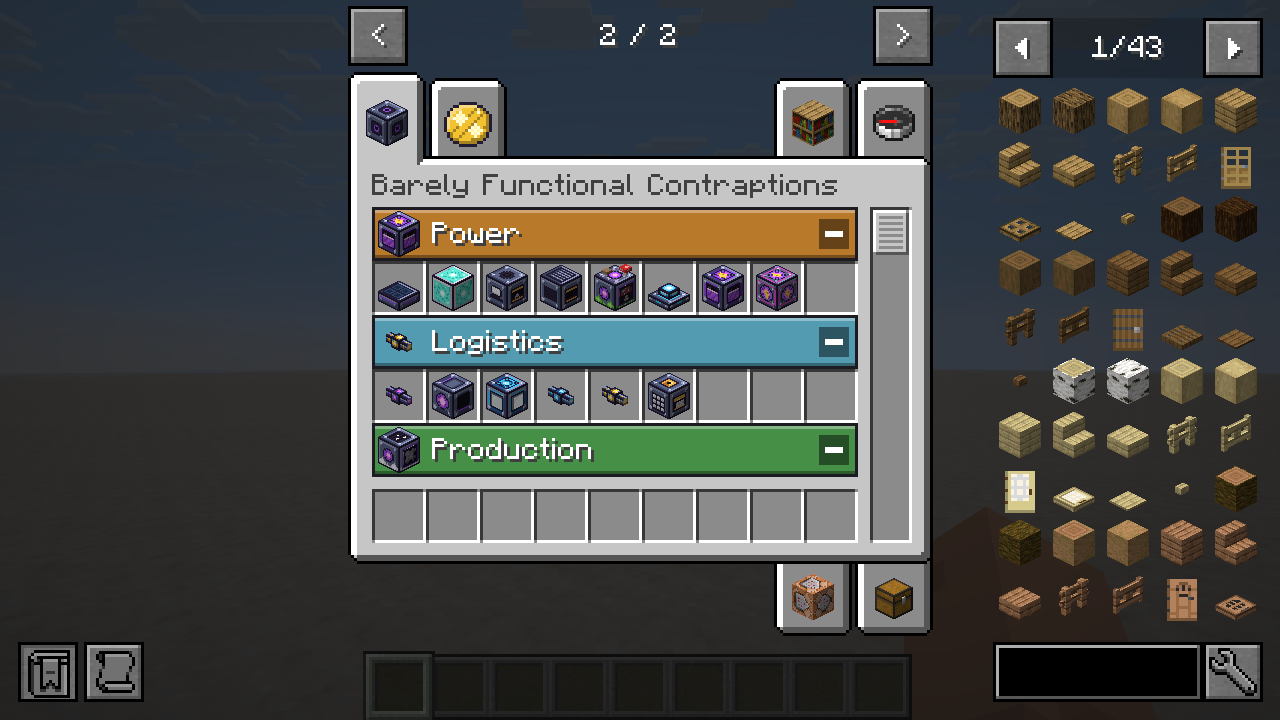 2 / 2
1/43
Barely Functional Contraptions
Power
Logistics
Production